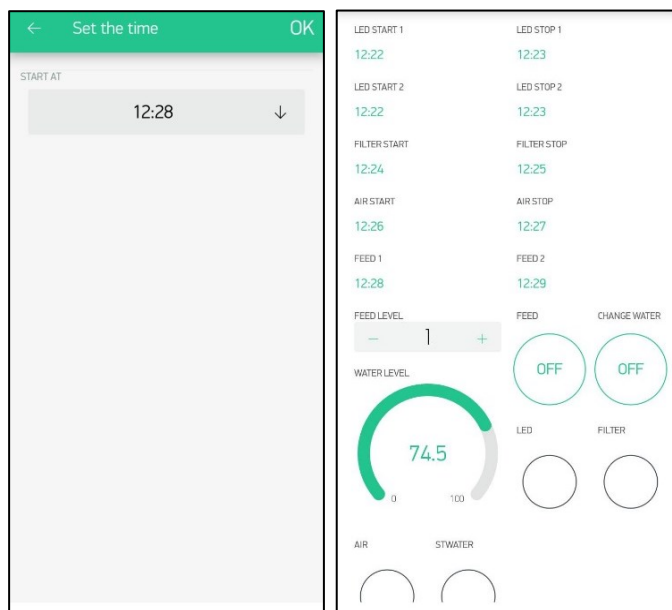 ← Set the time OK
START AT
12:28 ↓
LED START 1 LED STOP 1
12:22 12:23
LED START 2 LED STOP 2
12:22 12:23
FILTER START FILTER STOP
12:24 12:25
AIR START AIR STOP
12:26 12:27
FEED 1 FEED 2
12:28 12:29
FEED LEVEL FEED CHANGE WATER
– 1 +
OFF OFF
WATER LEVEL
74.5
0 100
LED FILTER
AIR STWATER